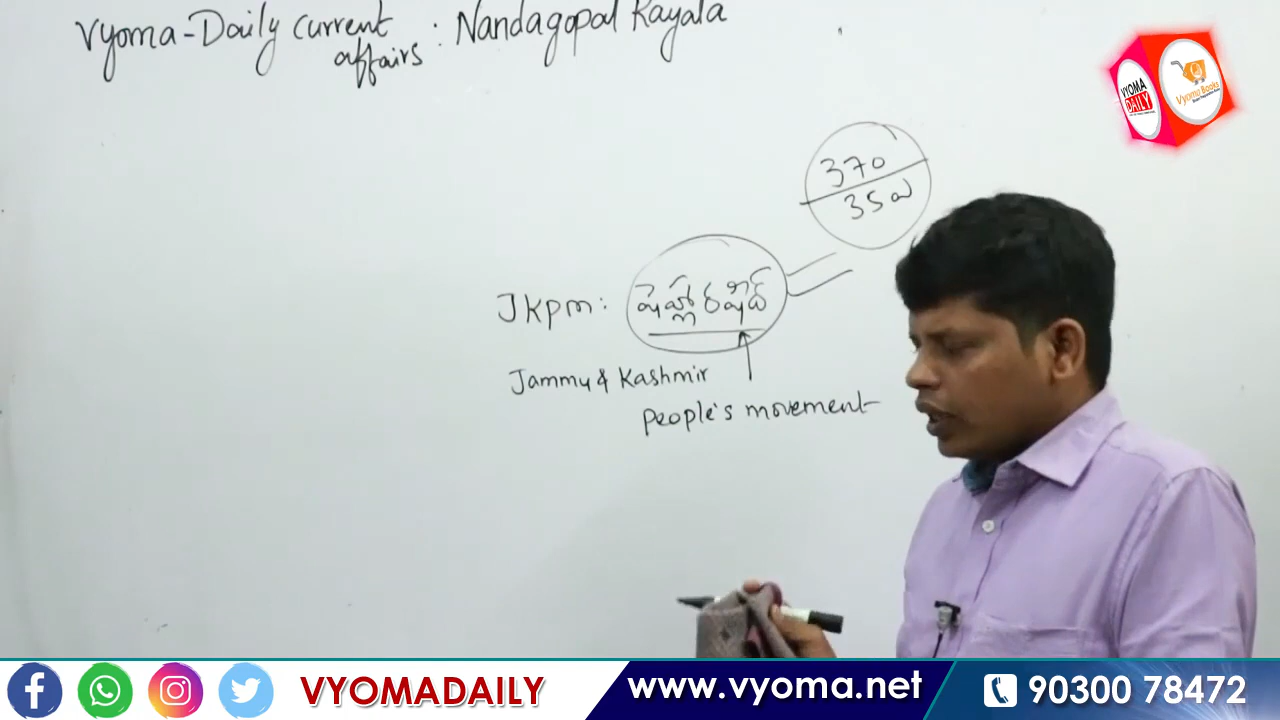 Vyoma-Daily Current
affairs : Nandagopal Kayala
VYOMA
DAILY
Vyoma Books
370
35ఎ
JKPM: షెహ్లా రషీద్
Jammu & Kashmir
People's movement
VYOMADAILY
www.vyoma.net
90300 78472